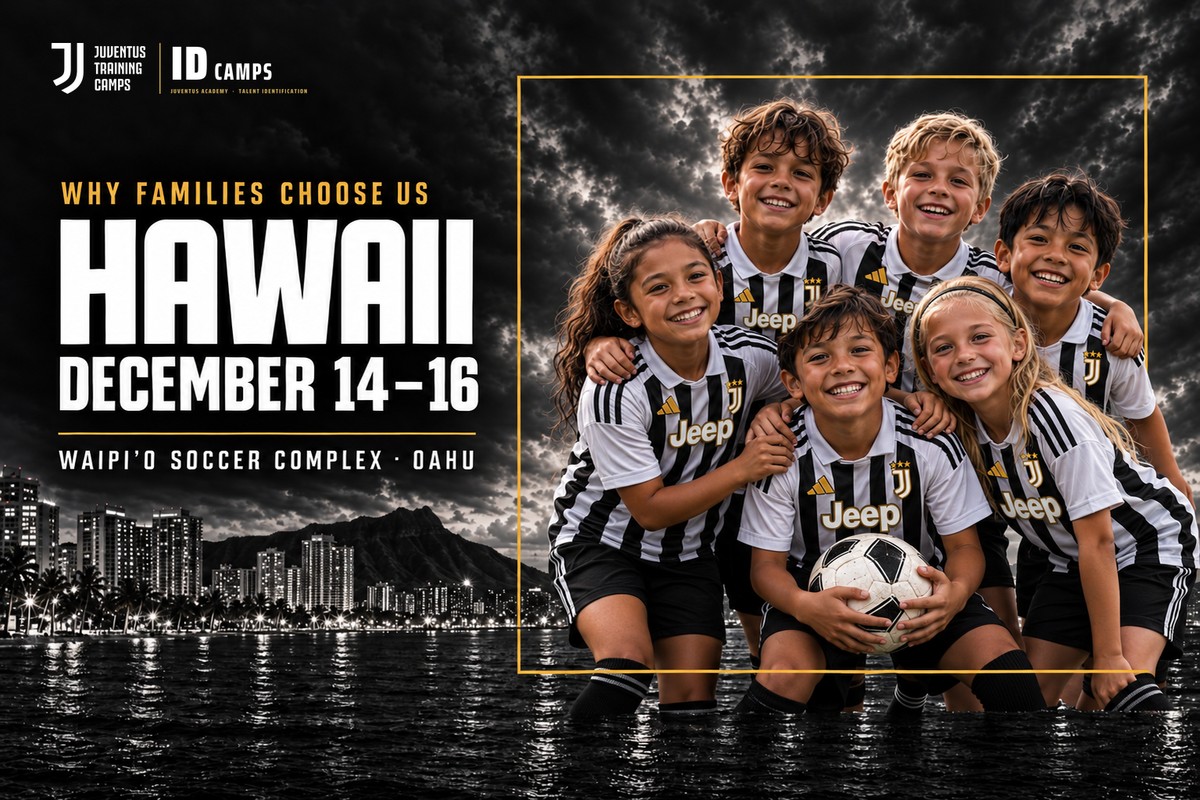 JUVENTUS
TRAINING
CAMPS
ID CAMPS
JUVENTUS ACADEMY · TALENT IDENTIFICATION
WHY FAMILIES CHOOSE US
HAWAII
DECEMBER 14–16
WAIPI'O SOCCER COMPLEX · OAHU
Jeep
Jeep
Jeep
Jeep
Jeep